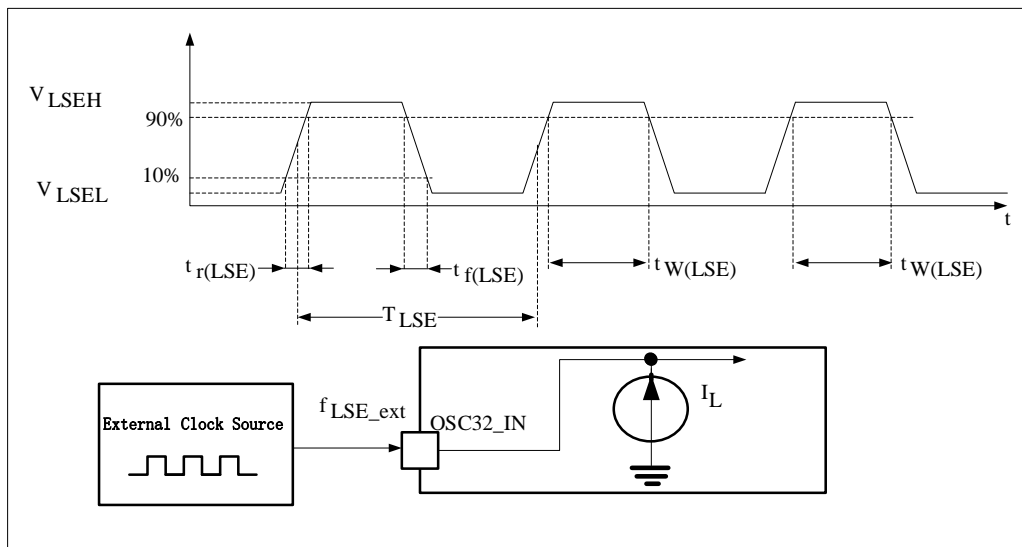 V LSEH
90%
10%
V LSEL
t
t r(LSE)
t f(LSE)
t W(LSE)
t W(LSE)
T LSE
f LSE_ext
External Clock Source
OSC32_IN
I L